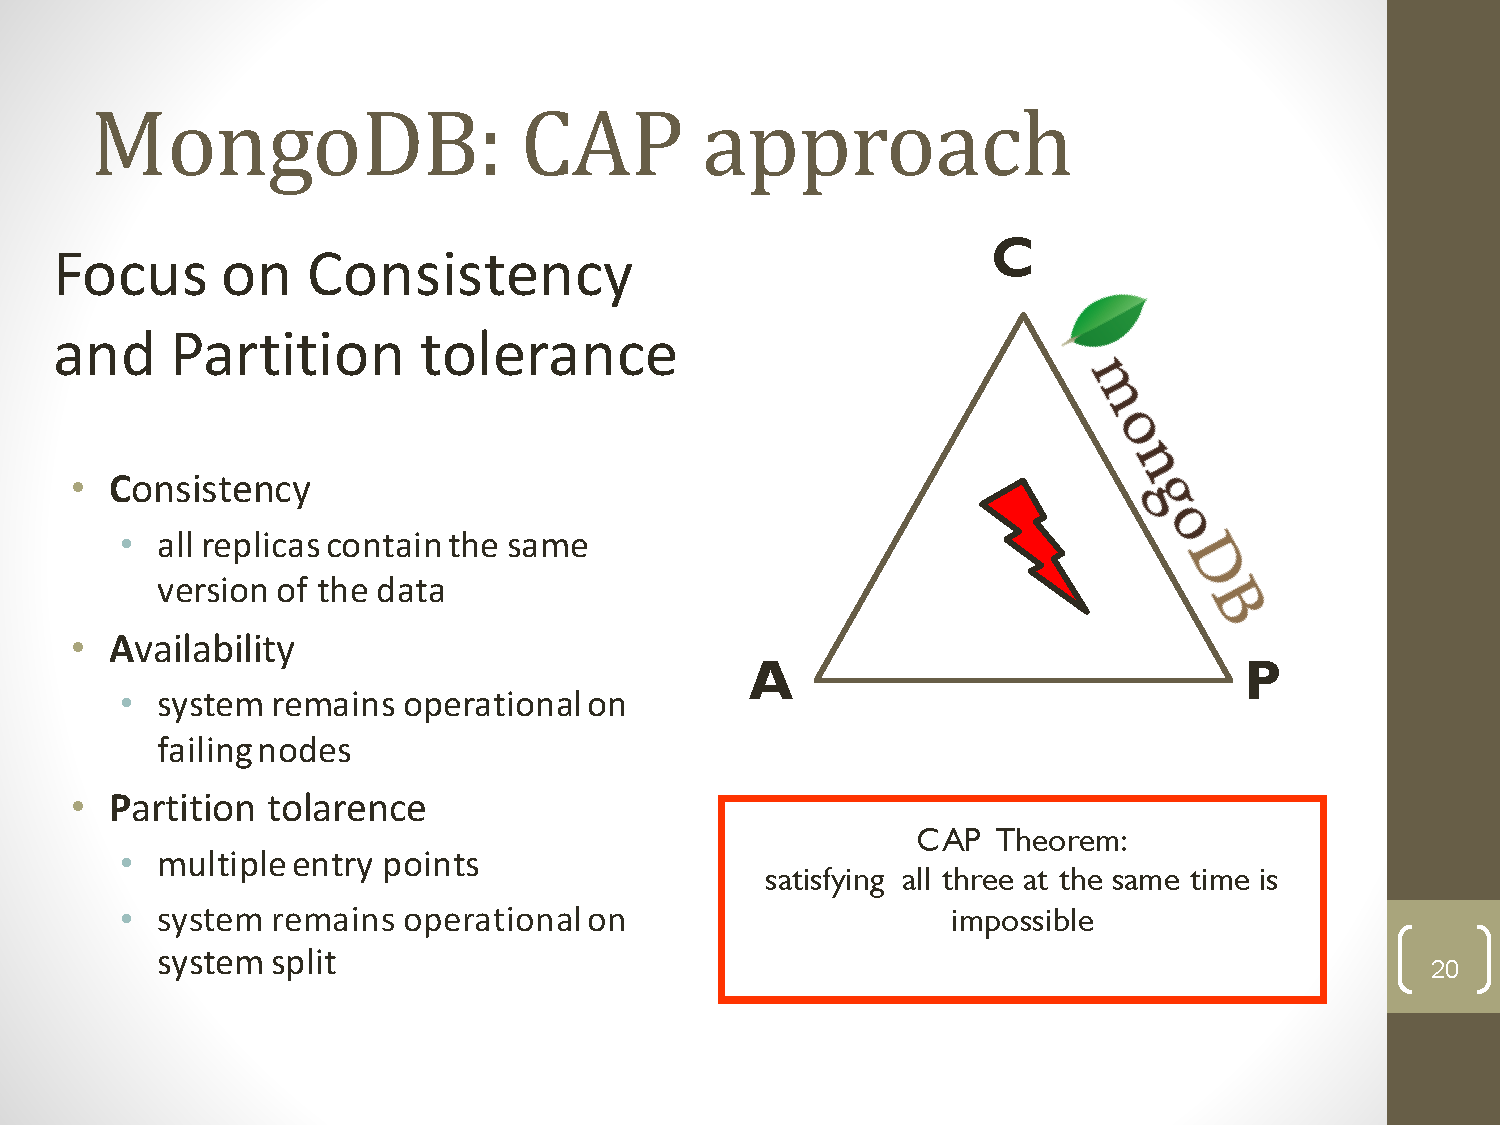 MongoDB: CAP approach
Focus on Consistency
and Partition tolerance
• Consistency
• all replicas contain the same
version of the data
• Availability
• system remains operational on
failing nodes
• Partition tolarence
• multiple entry points
• system remains operational on
system split
C
mongoDB
A
P
CAP Theorem:
satisfying all three at the same time is
impossible
20